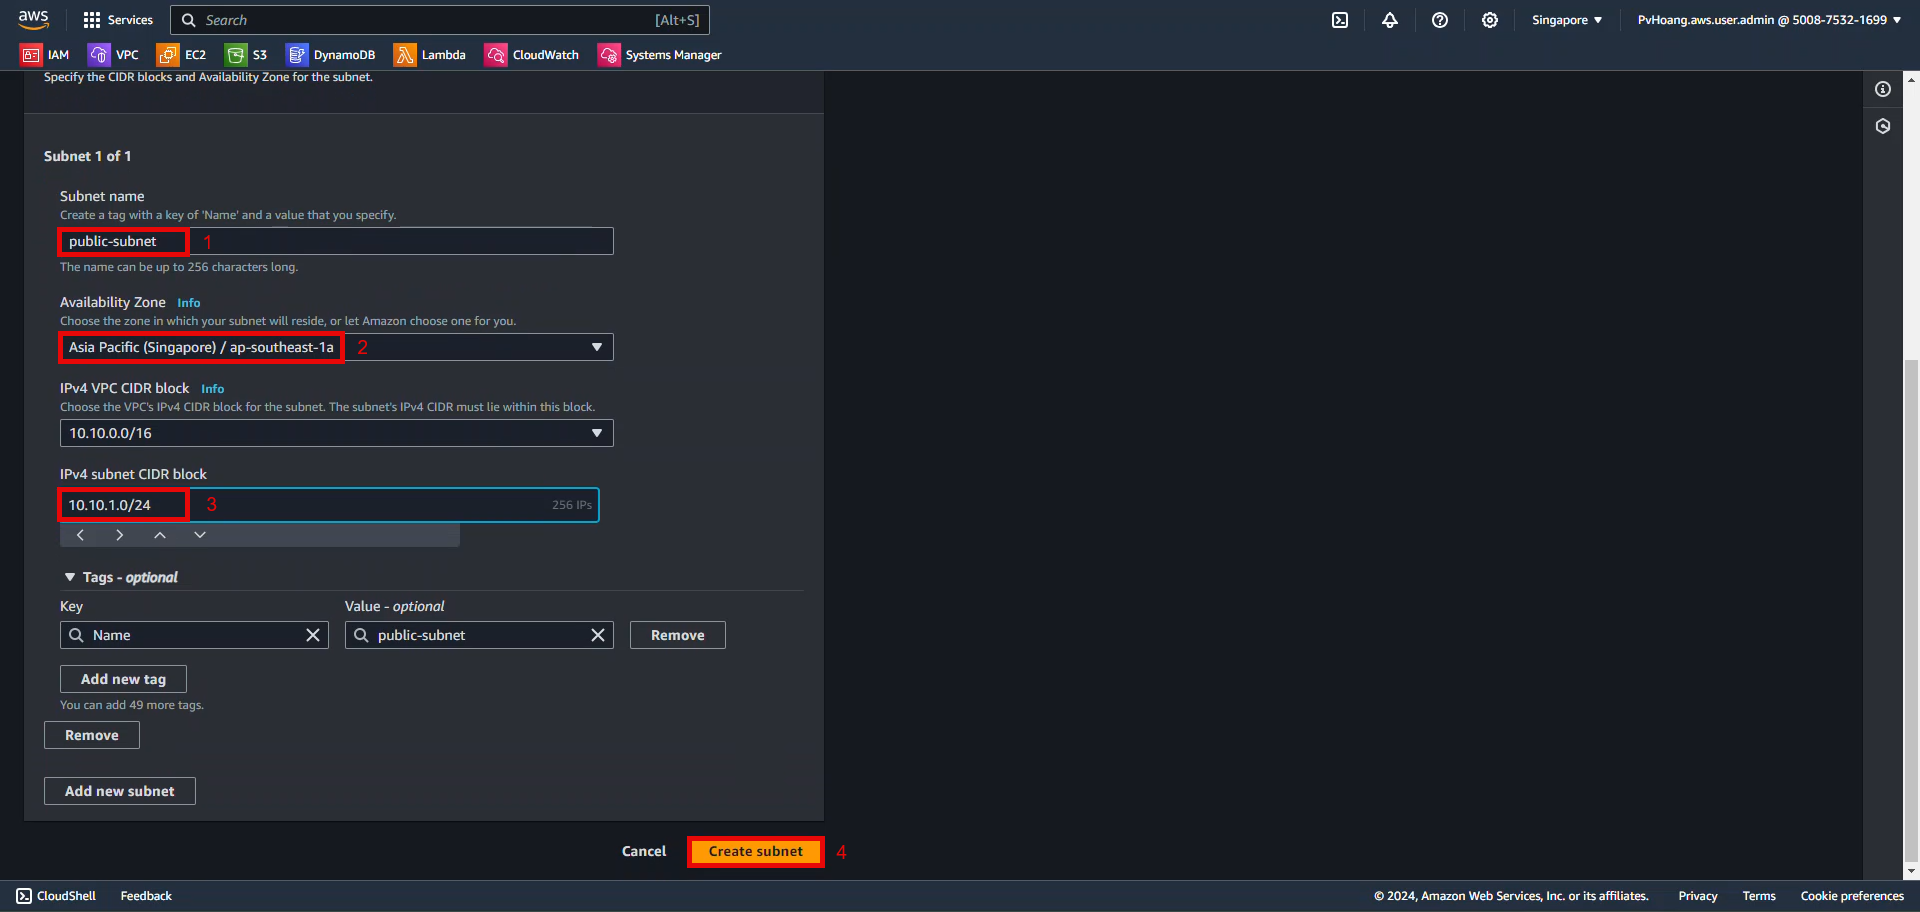 aws
Services
Search [Alt+S]
Singapore
PvHoang.aws.user.admin @ 5008-7532-1699
IAM
VPC
EC2
S3
DynamoDB
Lambda
CloudWatch
Systems Manager
Specify the CIDR blocks and Availability Zone for the subnet.
Subnet 1 of 1
Subnet name
Create a tag with a key of 'Name' and a value that you specify.
public-subnet 1
The name can be up to 256 characters long.
Availability Zone Info
Choose the zone in which your subnet will reside, or let Amazon choose one for you.
Asia Pacific (Singapore) / ap-southeast-1a 2
IPv4 VPC CIDR block Info
Choose the VPC's IPv4 CIDR block for the subnet. The subnet's IPv4 CIDR must lie within this block.
10.10.0.0/16
IPv4 subnet CIDR block
10.10.1.0/24 3 256 IPs
Tags - optional
Key Value - optional
Name public-subnet Remove
Add new tag
You can add 49 more tags.
Remove
Add new subnet
Cancel Create subnet 4
CloudShell Feedback © 2024, Amazon Web Services, Inc. or its affiliates. Privacy Terms Cookie preferences